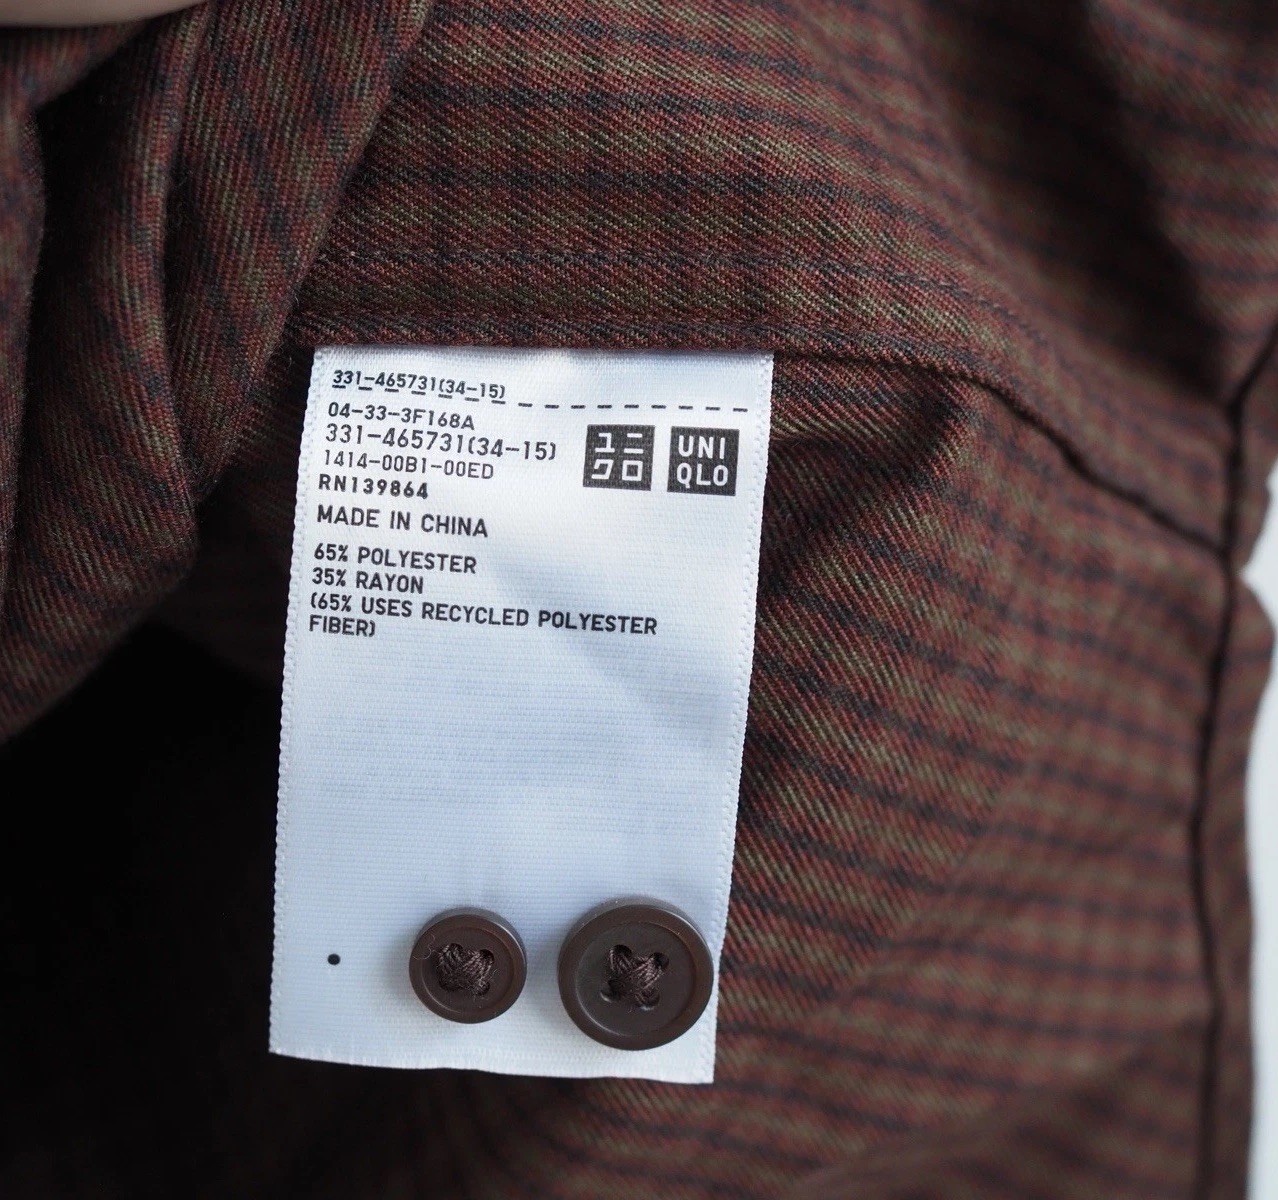 331-465731(34-15)
04-33-3F168A
331-465731(34-15)
1414-00B1-00ED
RN139864
MADE IN CHINA
65% POLYESTER
35% RAYON
(65% USES RECYCLED POLYESTER
FIBER)
ユニ
クロ
UNI
QLO